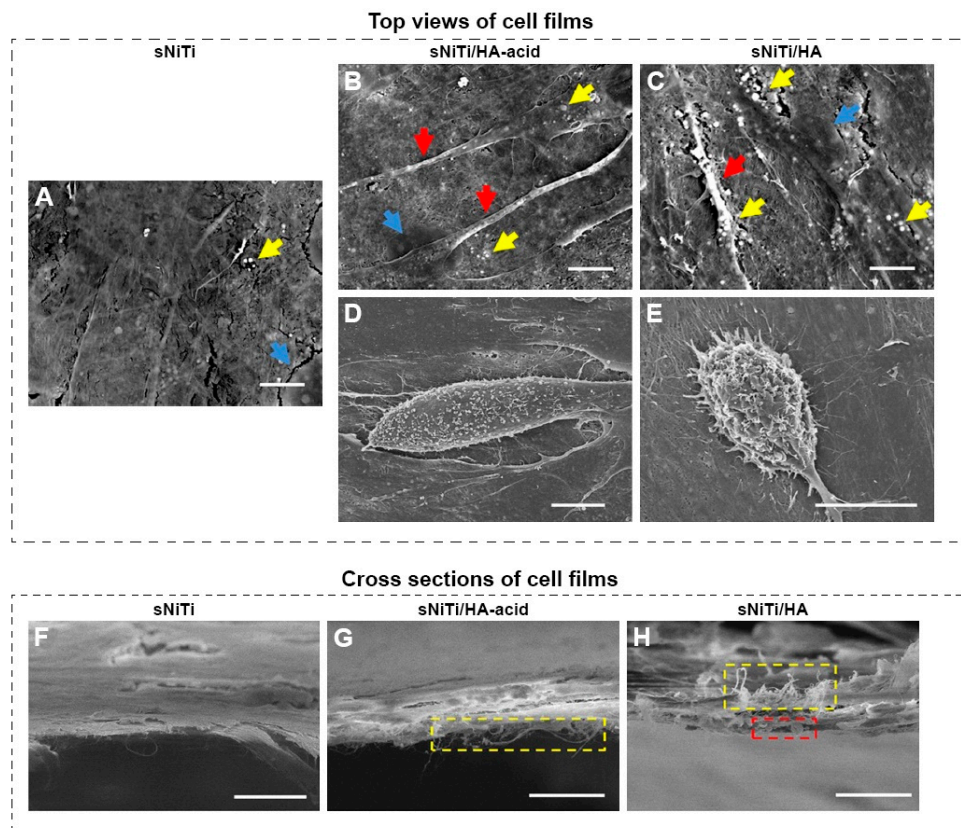 Top views of cell films
sNiTi
sNiTi/HA-acid
sNiTi/HA
A
B
C
D
E
Cross sections of cell films
sNiTi
sNiTi/HA-acid
sNiTi/HA
F
G
H